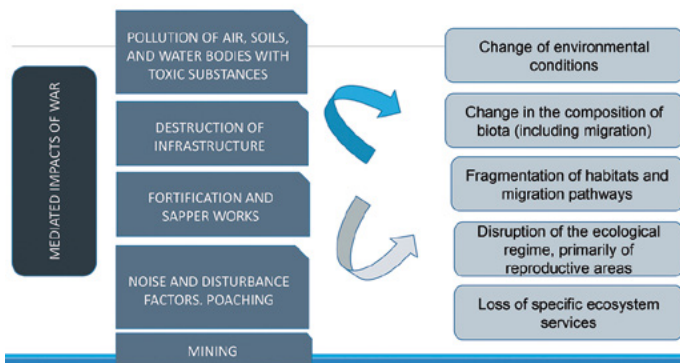 MEDIATED IMPACTS OF WAR
POLLUTION OF AIR, SOILS,
AND WATER BODIES WITH
TOXIC SUBSTANCES
DESTRUCTION OF
INFRASTRUCTURE
FORTIFICATION AND
SAPPER WORKS
NOISE AND DISTURBANCE
FACTORS. POACHING
MINING
Change of environmental
conditions
Change in the composition of
biota (including migration)
Fragmentation of habitats and
migration pathways
Disruption of the ecological
regime, primarily of
reproductive areas
Loss of specific ecosystem
services